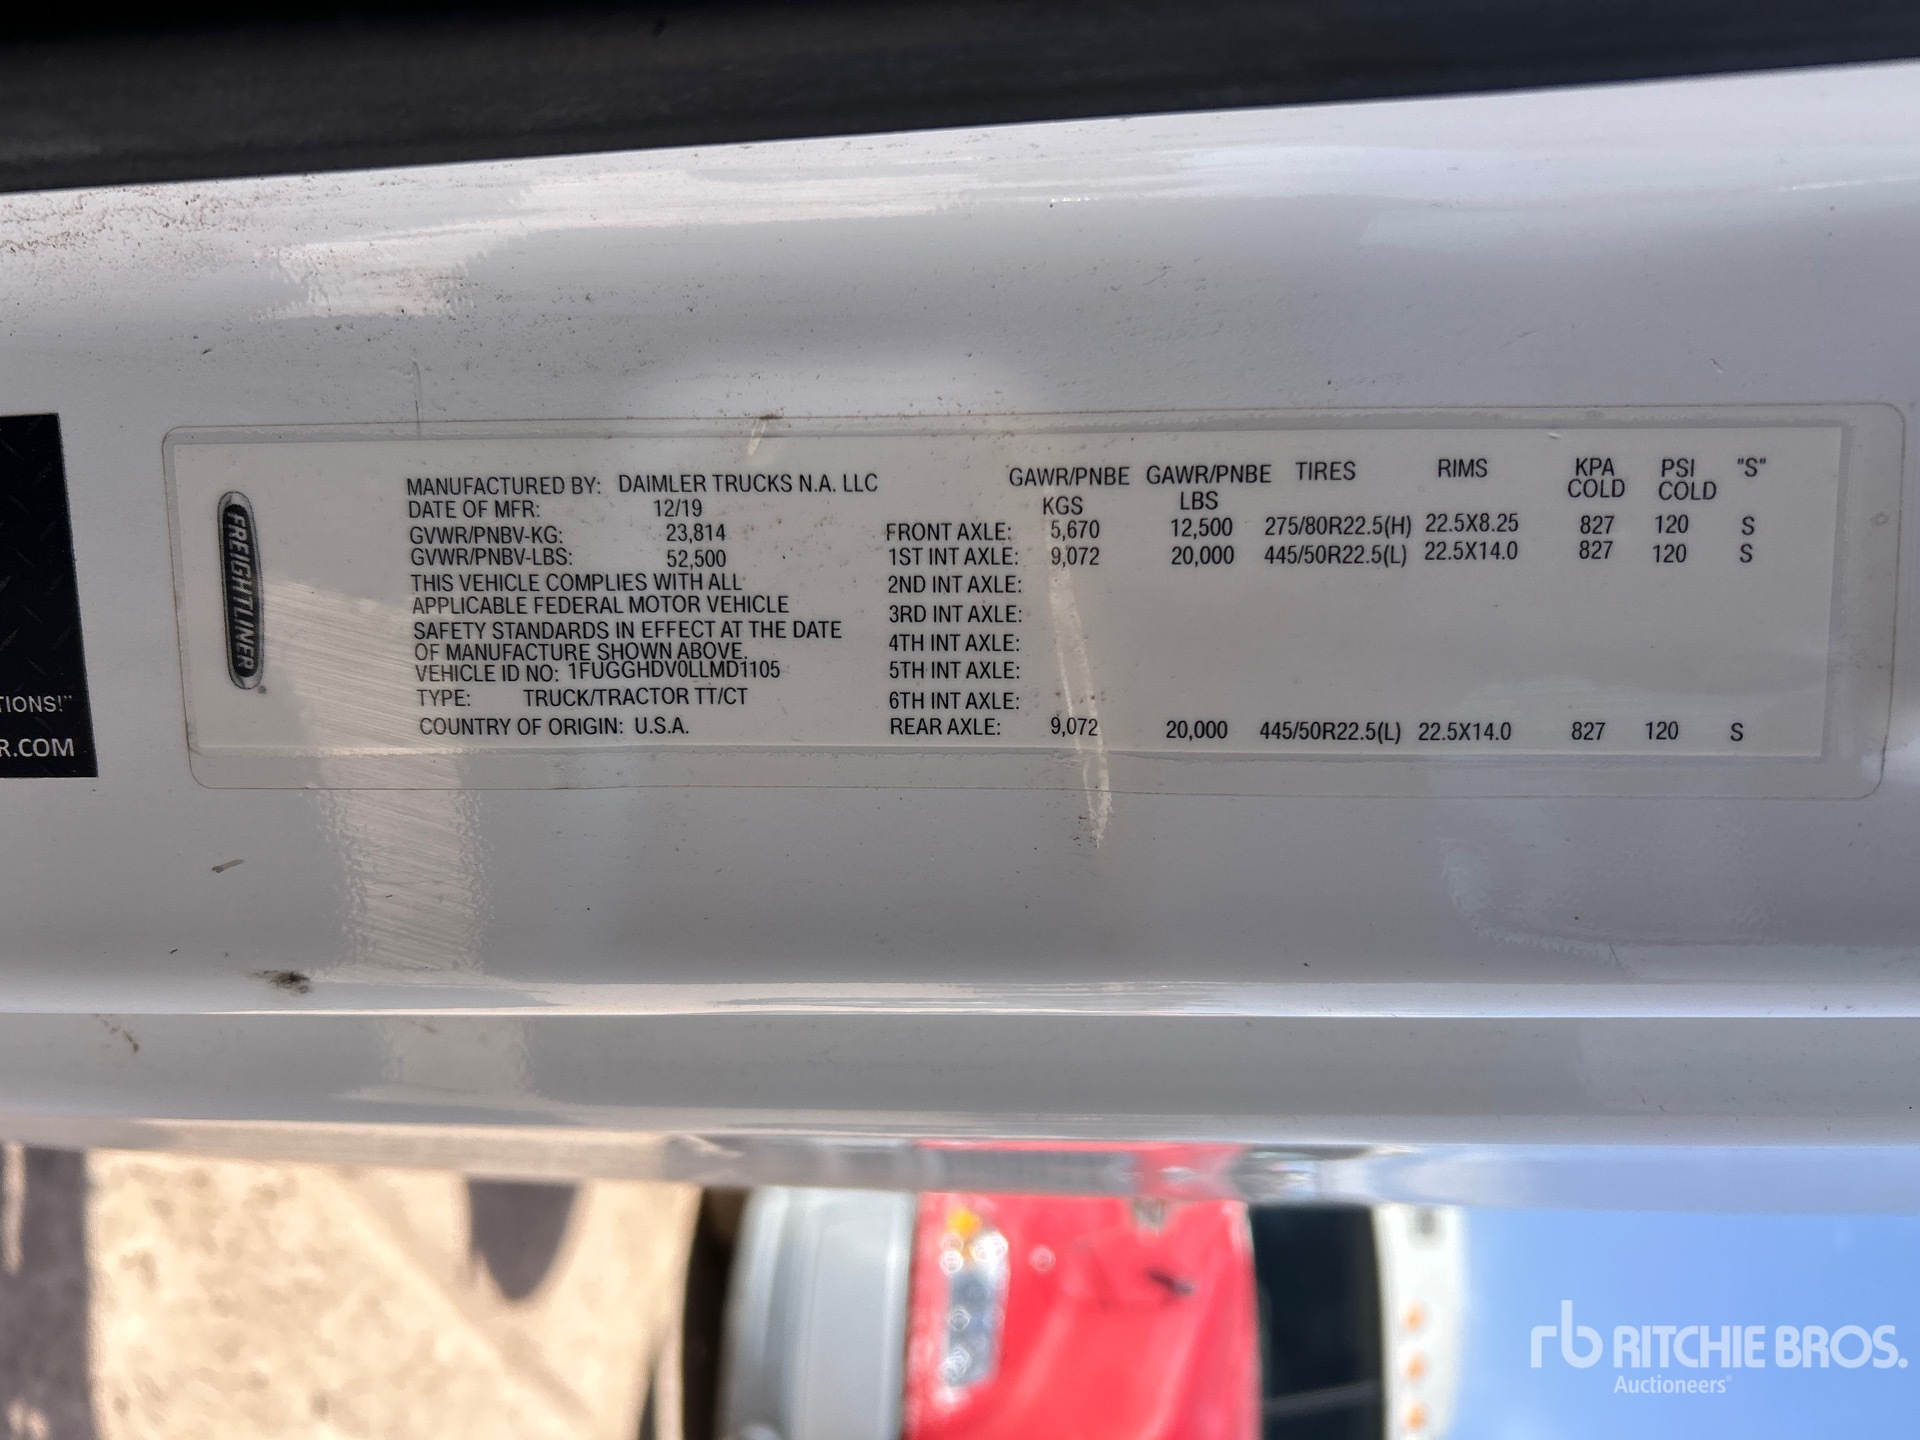 TIONS!"
R.COM
FREIGHTLINER
MANUFACTURED BY: DAIMLER TRUCKS N.A. LLC
DATE OF MFR: 12/19
GVWR/PNBV-KG: 23,814
GVWR/PNBV-LBS: 52,500
THIS VEHICLE COMPLIES WITH ALL
APPLICABLE FEDERAL MOTOR VEHICLE
SAFETY STANDARDS IN EFFECT AT THE DATE
OF MANUFACTURE SHOWN ABOVE.
VEHICLE ID NO: 1FUGGHDV0LLMD1105
TYPE: TRUCK/TRACTOR TT/CT
COUNTRY OF ORIGIN: U.S.A.
GAWR/PNBE KGS GAWR/PNBE LBS TIRES RIMS KPA COLD PSI COLD "S"
FRONT AXLE: 5,670 12,500 275/80R22.5(H) 22.5X8.25 827 120 S
1ST INT AXLE: 9,072 20,000 445/50R22.5(L) 22.5X14.0 827 120 S
2ND INT AXLE:
3RD INT AXLE:
4TH INT AXLE:
5TH INT AXLE:
6TH INT AXLE:
REAR AXLE: 9,072 20,000 445/50R22.5(L) 22.5X14.0 827 120 S
rb RITCHIE BROS.
Auctioneers